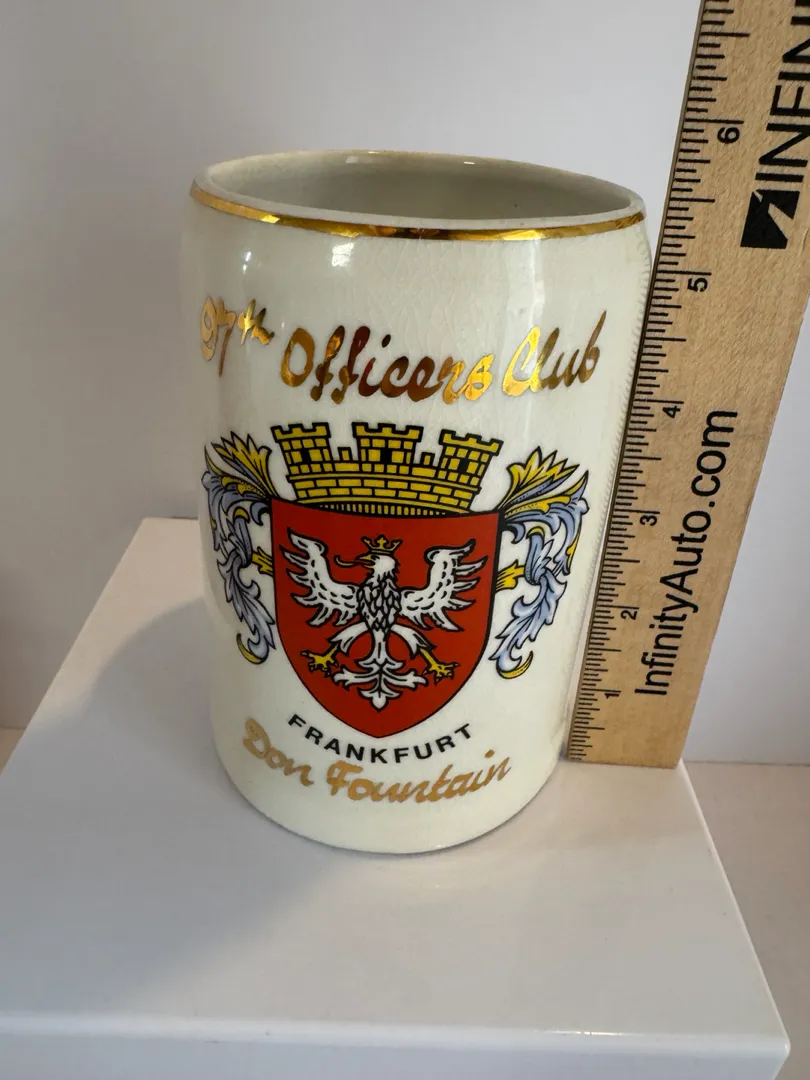 97th Officers Club
FRANKFURT
Don Fountain
6
5
4
3
2
1
InfinityAuto.com
INFINI